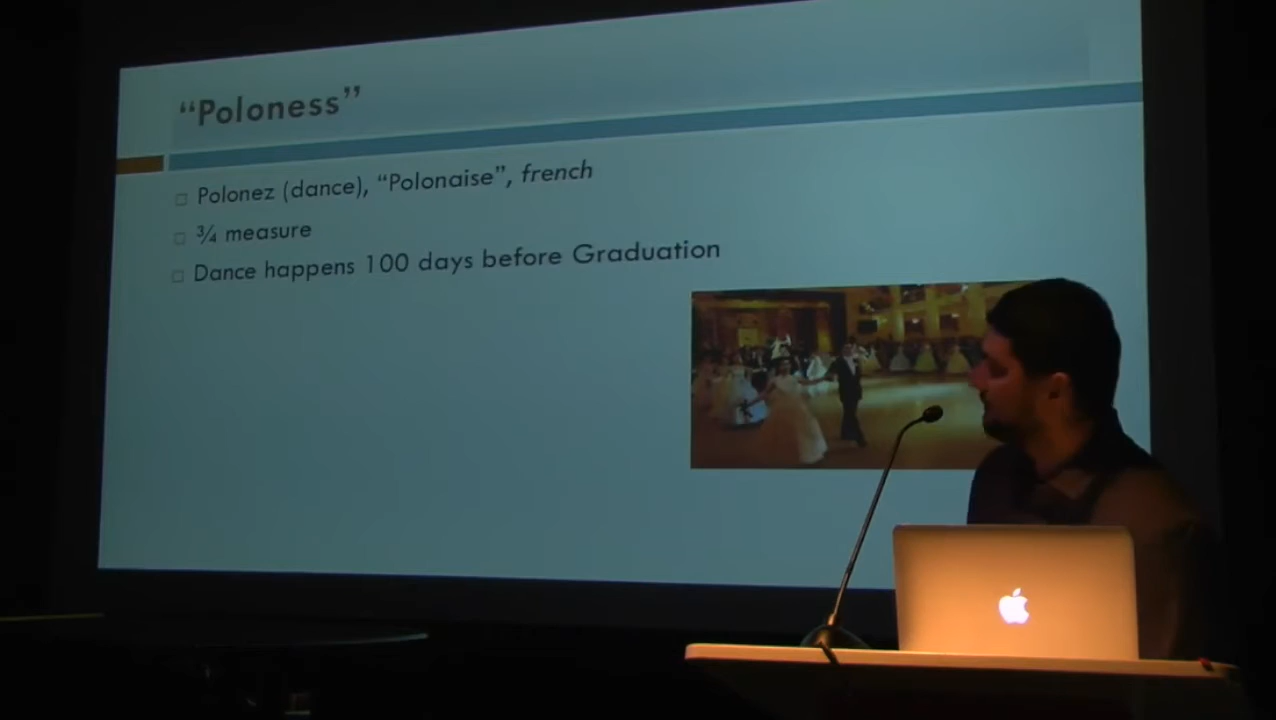 “Poloness”
Polonez (dance), “Polonaise”, french
¾ measure
Dance happens 100 days before Graduation